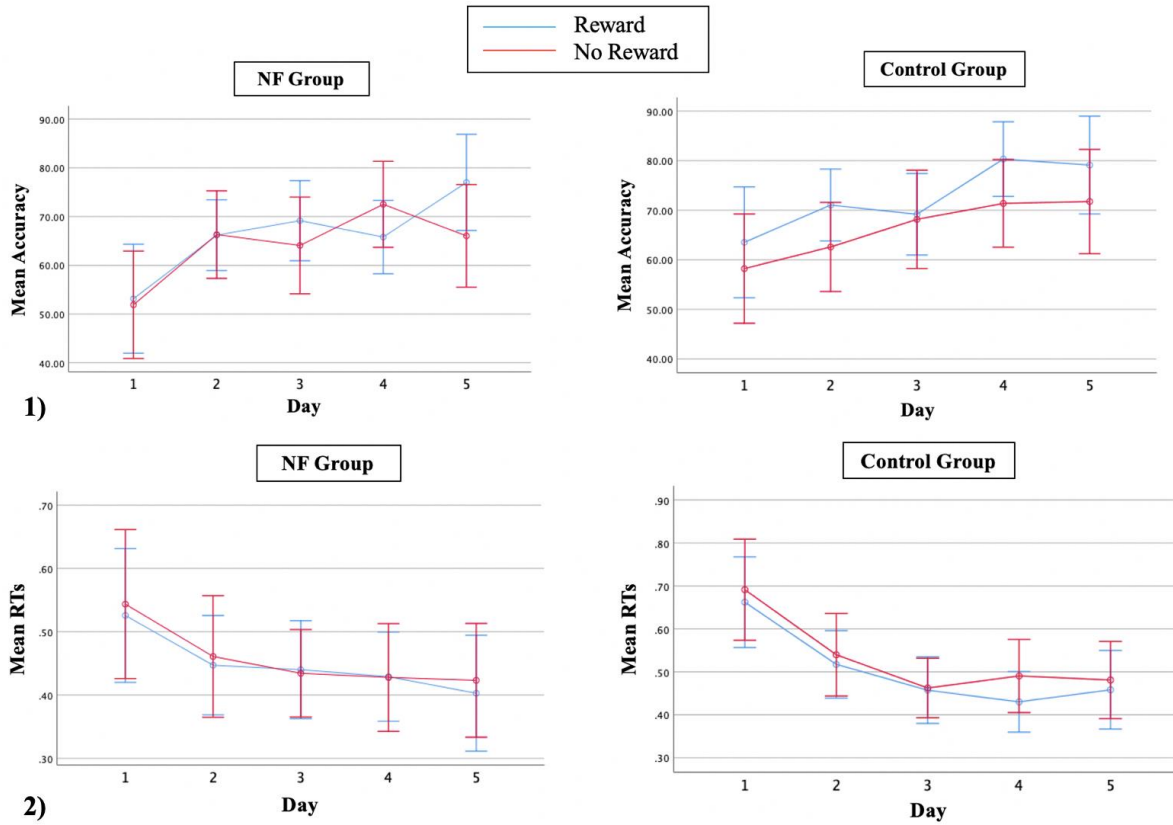 Reward
No Reward
NF Group
Control Group
90.00
80.00
70.00
60.00
50.00
40.00
Mean Accuracy
1 2 3 4 5
Day
1)
90.00
80.00
70.00
60.00
50.00
40.00
Mean Accuracy
1 2 3 4 5
Day
NF Group
Control Group
.70
.60
.50
.40
.30
Mean RTs
1 2 3 4 5
Day
2)
.90
.80
.70
.60
.50
.40
.30
Mean RTs
1 2 3 4 5
Day